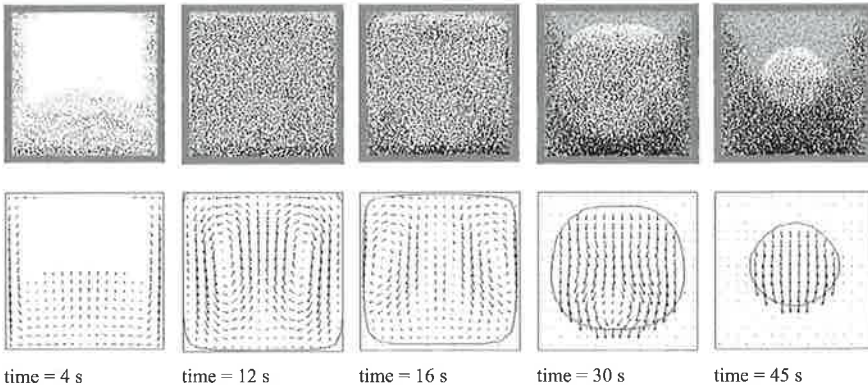 time = 4 s
time = 12 s
time = 16 s
time = 30 s
time = 45 s